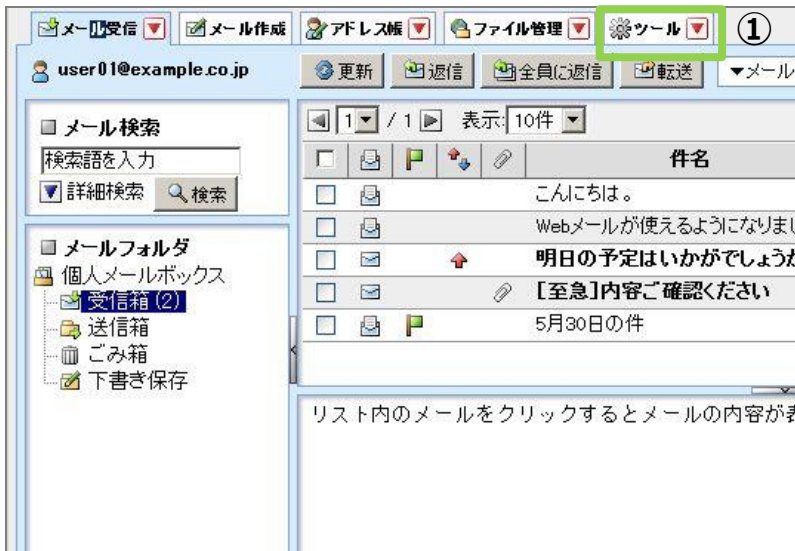 メール受信 メール作成 アドレス帳 ファイル管理 ツール ①
user01@example.co.jp 更新 返信 全員に返信 転送 ▼メール
メール検索
検索語を入力
詳細検索 検索
1 / 1 表示:10件
件名
こんにちは。
Webメールが使えるようになりまし
明日の予定はいかがでしょうか
[至急]内容ご確認ください
5月30日の件
メールフォルダ
個人メールボックス
受信箱 (2)
送信箱
ごみ箱
下書き保存
リスト内のメールをクリックするとメールの内容が表